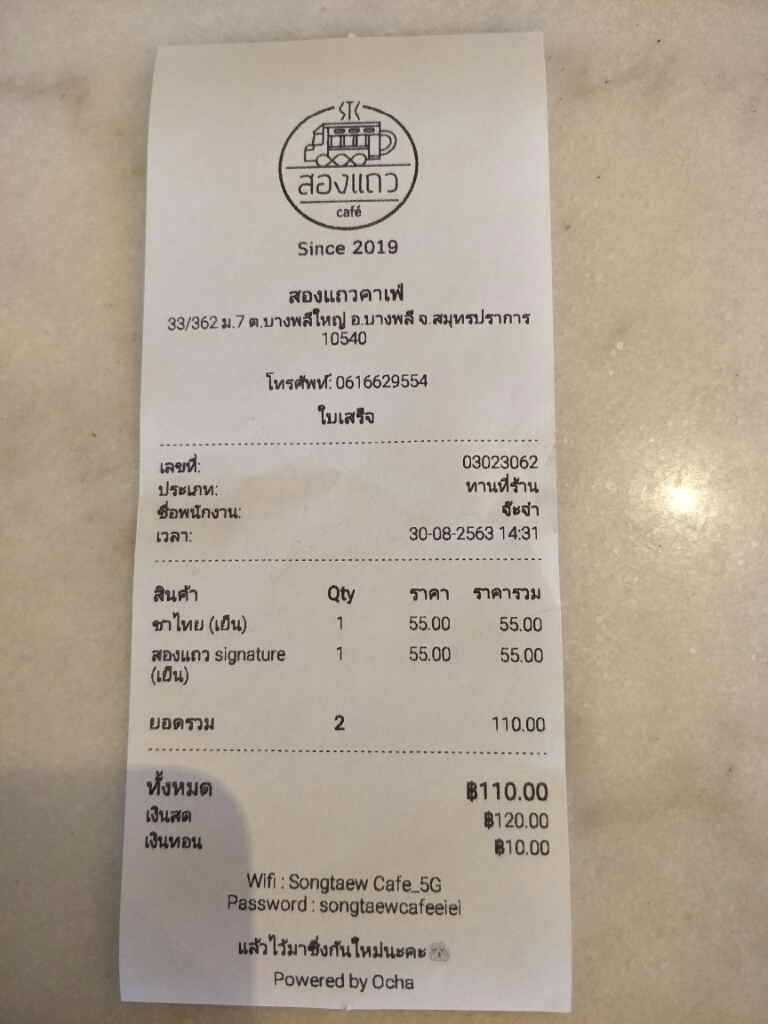 STC
สองแถว
café
Since 2019
สองแถวคาเฟ่
33/362 ม.7 ต.บางพลีใหญ่ อ.บางพลี จ.สมุทรปราการ
10540
โทรศัพท์: 0616629554
ใบเสร็จ
เลขที่: 03023062
ประเภท: ทานที่ร้าน
ชื่อพนักงาน: จ๊ะจ๋า
เวลา: 30-08-2563 14:31
สินค้า Qty ราคา ราคารวม
ชาไทย (เย็น) 1 55.00 55.00
สองแถว signature 1 55.00 55.00
(เย็น)
ยอดรวม 2 110.00
ทั้งหมด ฿110.00
เงินสด ฿120.00
เงินทอน ฿10.00
Wifi : Songtaew Cafe_5G
Password : songtaewcafeeiei
แล้วไว้มาซึ่งกันใหม่นะคะ
Powered by Ocha